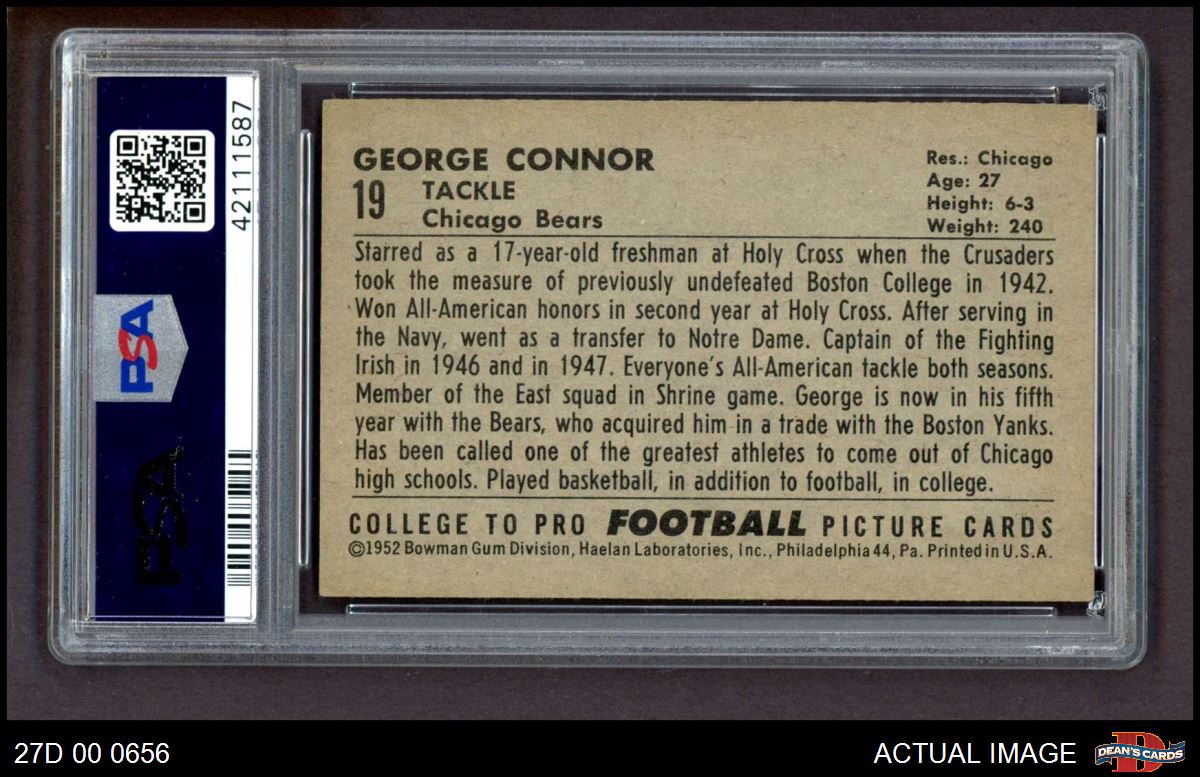 42111587
PSA
PSA
GEORGE CONNOR
19 TACKLE
Chicago Bears
Res.: Chicago
Age: 27
Height: 6-3
Weight: 240
Starred as a 17-year-old freshman at Holy Cross when the Crusaders
took the measure of previously undefeated Boston College in 1942.
Won All-American honors in second year at Holy Cross. After serving in
the Navy, went as a transfer to Notre Dame. Captain of the Fighting
Irish in 1946 and in 1947. Everyone's All-American tackle both seasons.
Member of the East squad in Shrine game. George is now in his fifth
year with the Bears, who acquired him in a trade with the Boston Yanks.
Has been called one of the greatest athletes to come out of Chicago
high schools. Played basketball, in addition to football, in college.
COLLEGE TO PRO FOOTBALL PICTURE CARDS
©1952 Bowman Gum Division, Haelan Laboratories, Inc., Philadelphia 44, Pa. Printed in U.S.A.
27D 00 0656
ACTUAL IMAGE
DEAN'S CARDS